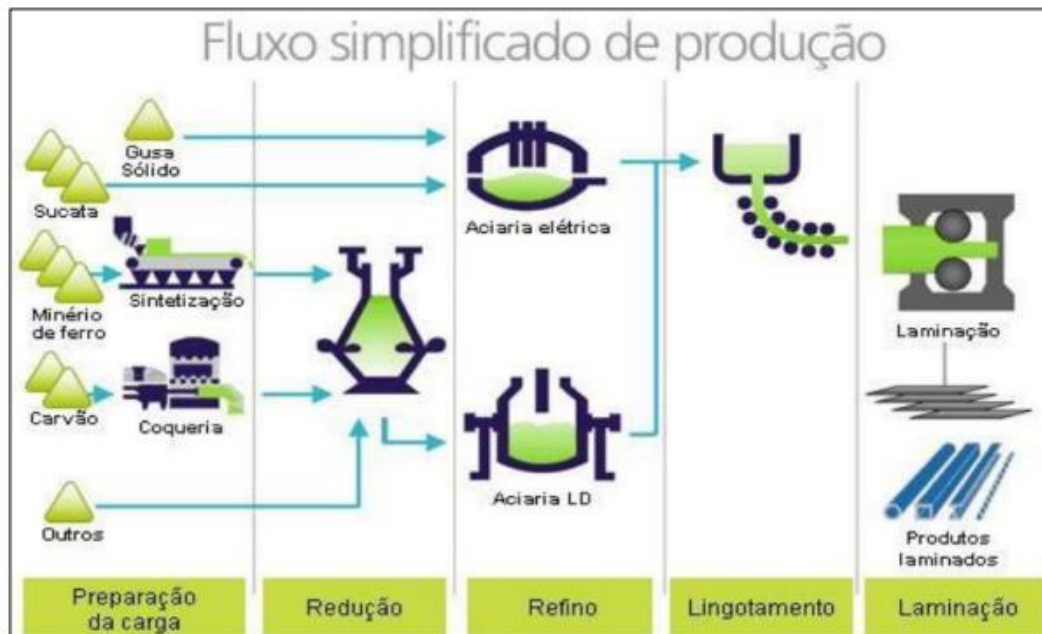 Fluxo simplificado de produção
Gusa
Sólido
Sucata
Aciaria elétrica
Minério
de ferro
Sintetização
Laminação
Carvão
Coqueria
Aciaria LD
Outros
Produtos
laminados
Preparação
da carga
Redução
Refino
Lingotamento
Laminação